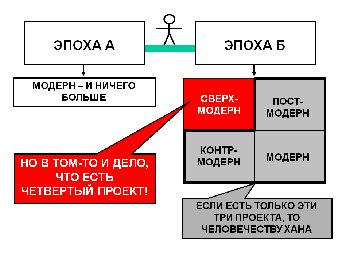 ЭПОХА А
ЭПОХА Б
МОДЕРН – И НИЧЕГО
БОЛЬШЕ
СВЕРХ-
МОДЕРН
ПОСТ-
МОДЕРН
КОНТР-
МОДЕРН
МОДЕРН
НО В ТОМ-ТО И ДЕЛО,
ЧТО ЕСТЬ
ЧЕТВЕРТЫЙ ПРОЕКТ!
ЕСЛИ ЕСТЬ ТОЛЬКО ЭТИ
ТРИ ПРОЕКТА, ТО
ЧЕЛОВЕЧЕСТВУ ХАНА